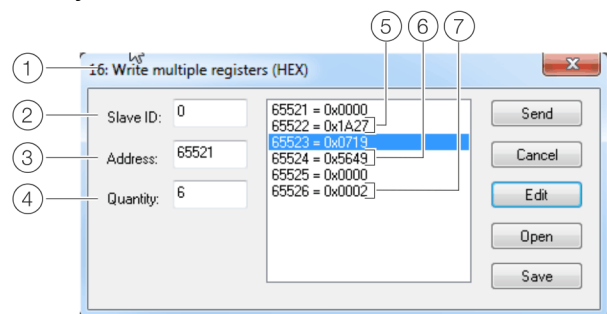 5 6 7
1 16: Write multiple registers (HEX)
2 Slave ID: 0
3 Address: 65521
4 Quantity: 6
65521 = 0x0000
65522 = 0x1A27
65523 = 0x0719
65524 = 0x5649
65525 = 0x0000
65526 = 0x0002
Send
Cancel
Edit
Open
Save